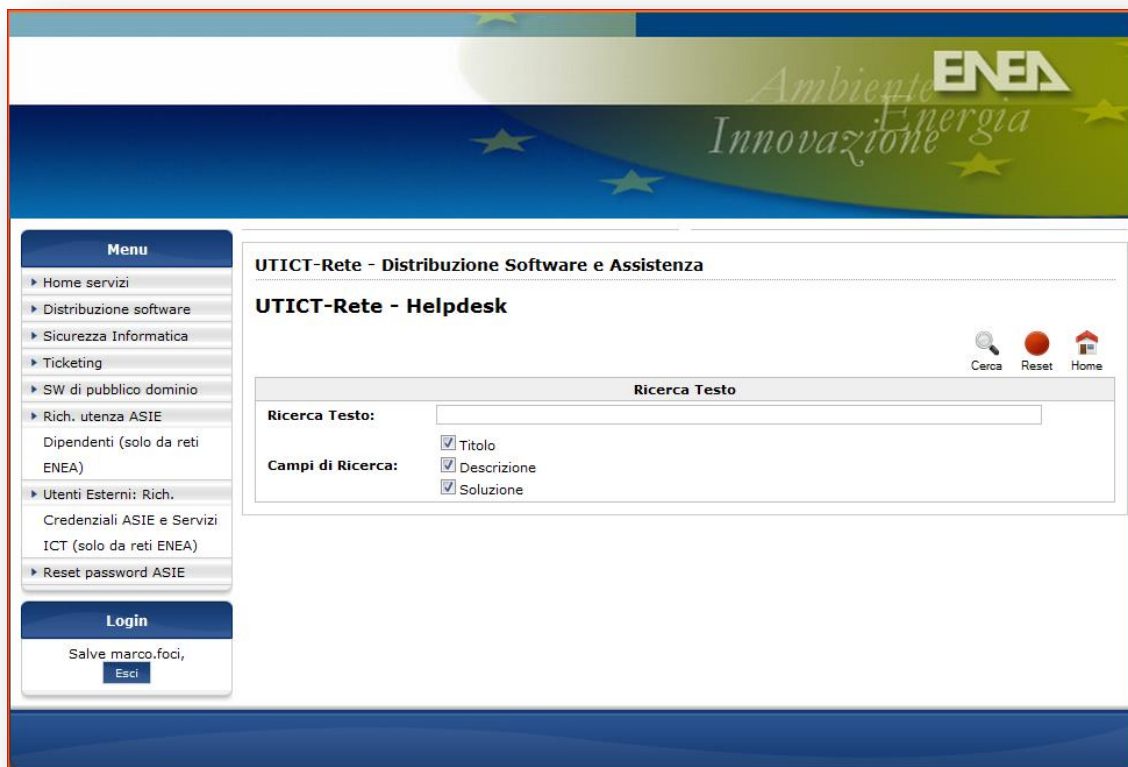 Ambiente
ENEA
Energia
Innovazione
Menu
Home servizi
Distribuzione software
Sicurezza Informatica
Ticketing
SW di pubblico dominio
Rich. utenza ASIE
Dipendenti (solo da reti
ENEA)
Utenti Esterni: Rich.
Credenziali ASIE e Servizi
ICT (solo da reti ENEA)
Reset password ASIE
Login
Salve marco.foci,
Esci
UTICT-Rete - Distribuzione Software e Assistenza
UTICT-Rete - Helpdesk
Cerca Reset Home
Ricerca Testo
Ricerca Testo:
Campi di Ricerca:
Titolo
Descrizione
Soluzione